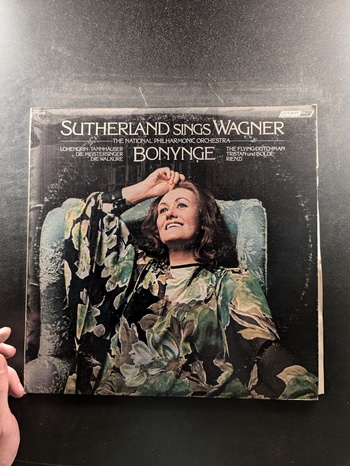 SUTHERLAND SINGS WAGNER
THE NATIONAL PHILHARMONIC ORCHESTRA
LOHENGRIN·TANNHÄUSER
DIE MEISTERSINGER
DIE WALKÜRE
BONYNGE
THE FLYING DUTCHMAN
TRISTAN und ISOLDE
RIENZI